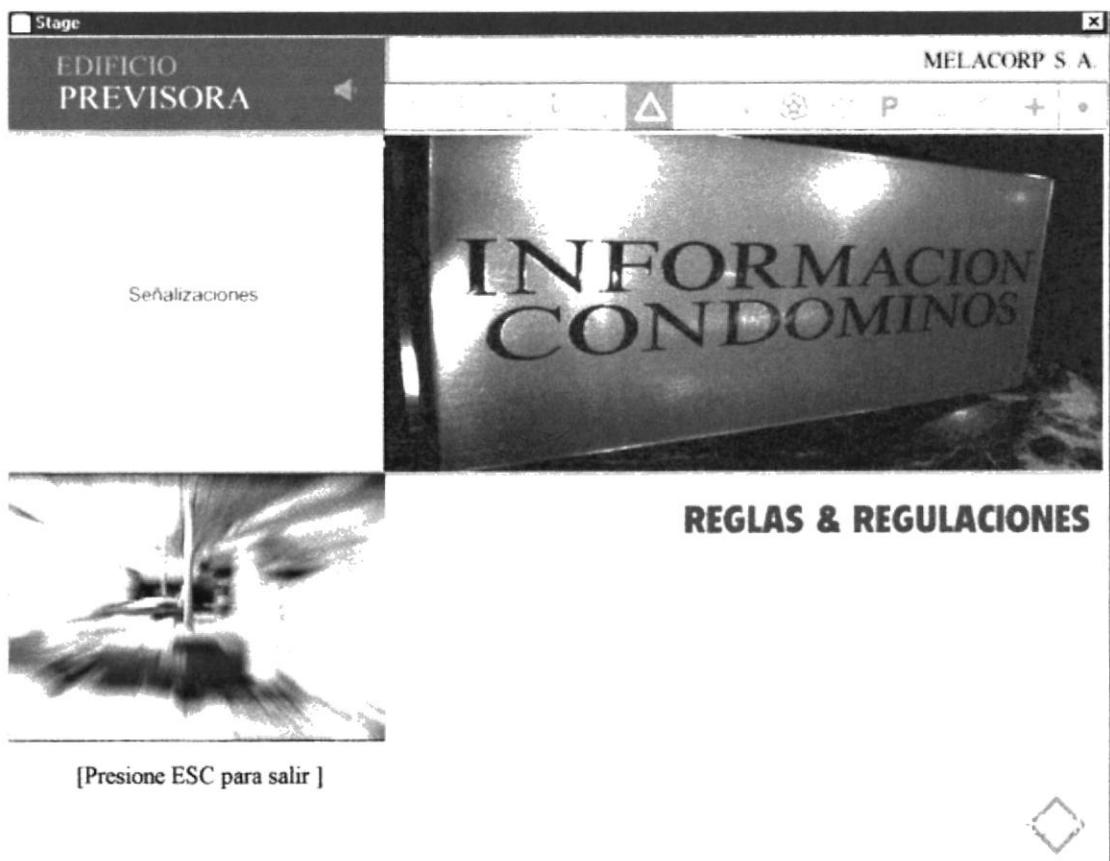 Stage
EDIFICIO
PREVISORA
MELACORP S. A.
P
Señalizaciones
INFORMACION
CONDOMINOS
REGLAS & REGULACIONES
[Presione ESC para salir ]